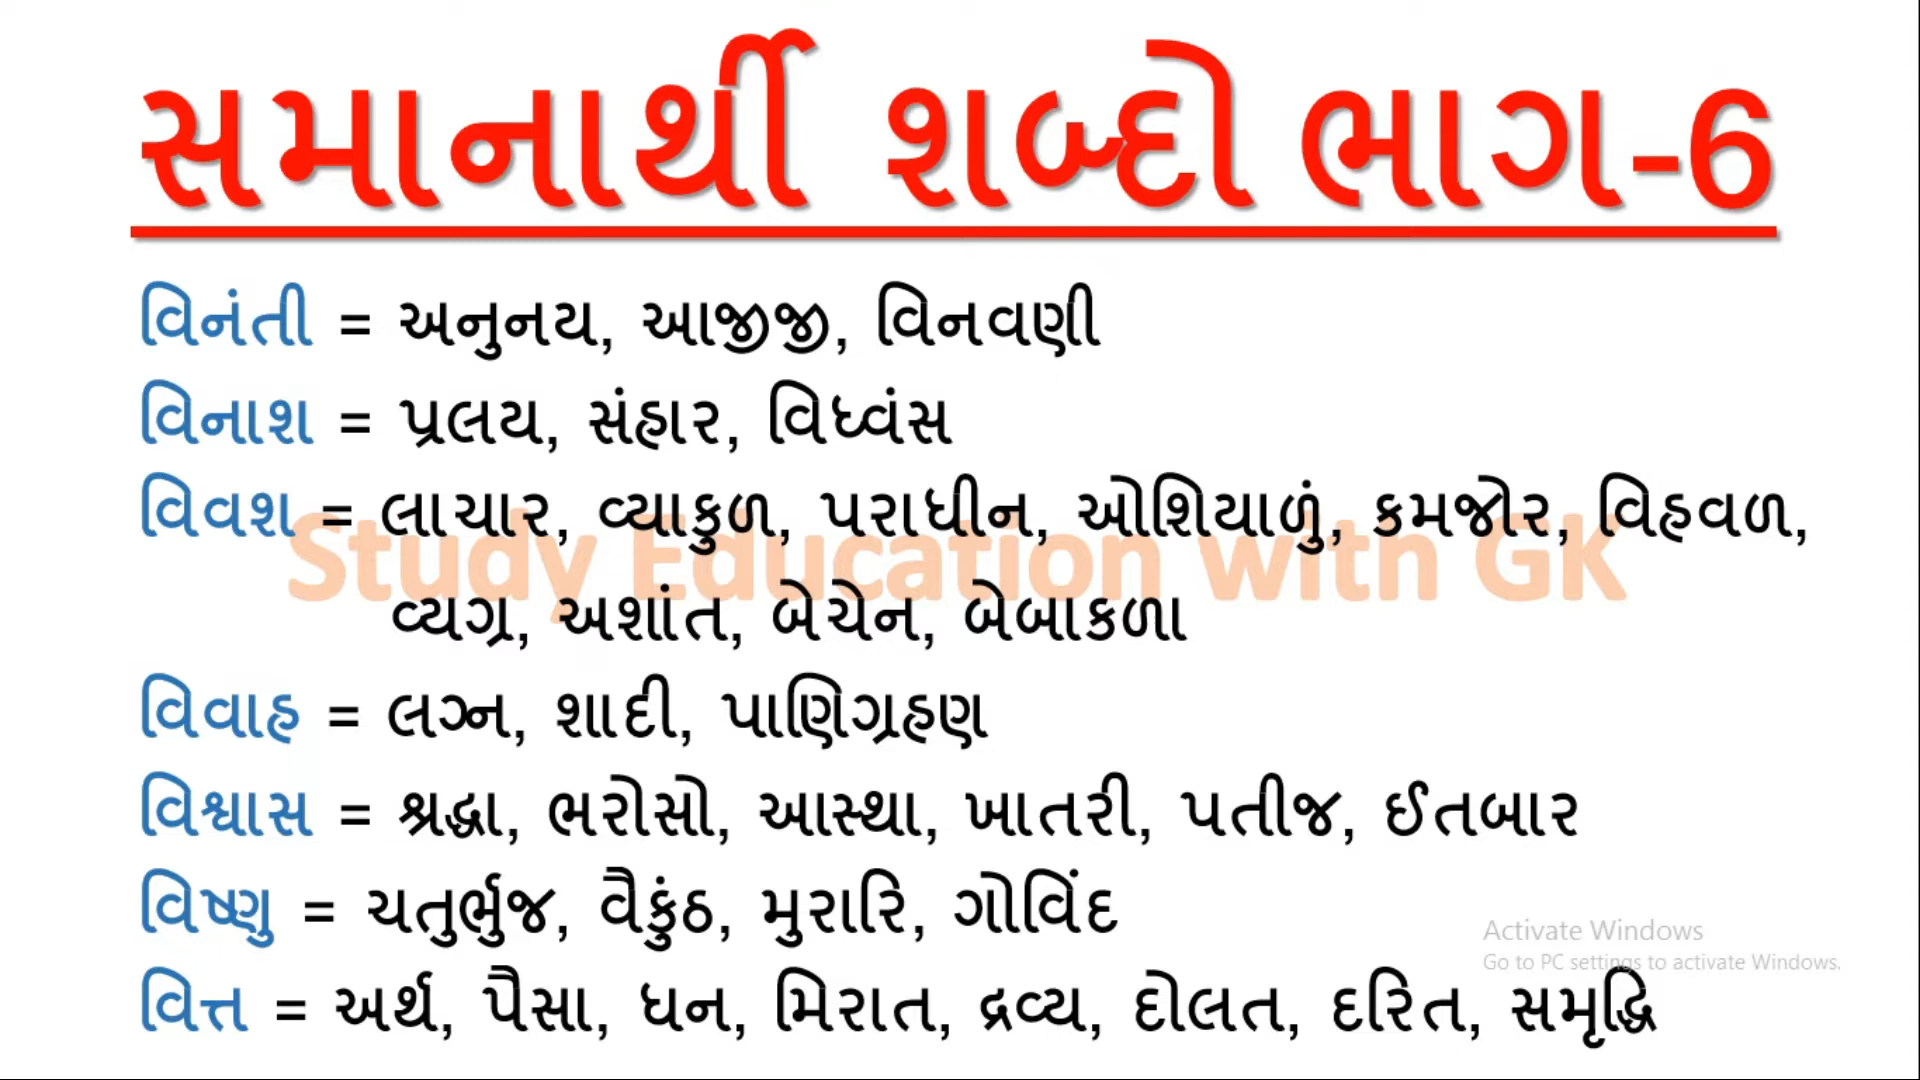 સમાનાર્થી શબ્દો ભાગ-6
વિનંતી = અનુનય, આજીજી, વિનવણી
વિનાશ = પ્રલય, સંહાર, વિધ્વંસ
વિવશ = લાચાર, વ્યાકુળ, પરાધીન, ઓશિયાળું, કમજોર, વિહવળ,
Study Education with GK
વ્યગ્ર, અશાંત, બેચેન, બેબાકળા
વિવાહ = લગ્ન, શાદી, પાણિગ્રહણ
વિશ્વાસ = શ્રદ્ધા, ભરોસો, આસ્થા, ખાતરી, પતીજ, ઈતબાર
વિષ્ણુ = ચતુર્ભુજ, વૈકુંઠ, મુરારિ, ગોવિંદ
Activate Windows
Go to PC settings to activate Windows.
વિત્ત = અર્થ, પૈસા, ધન, મિરાત, દ્રવ્ય, દોલત, દરિત, સમૃદ્ધિ